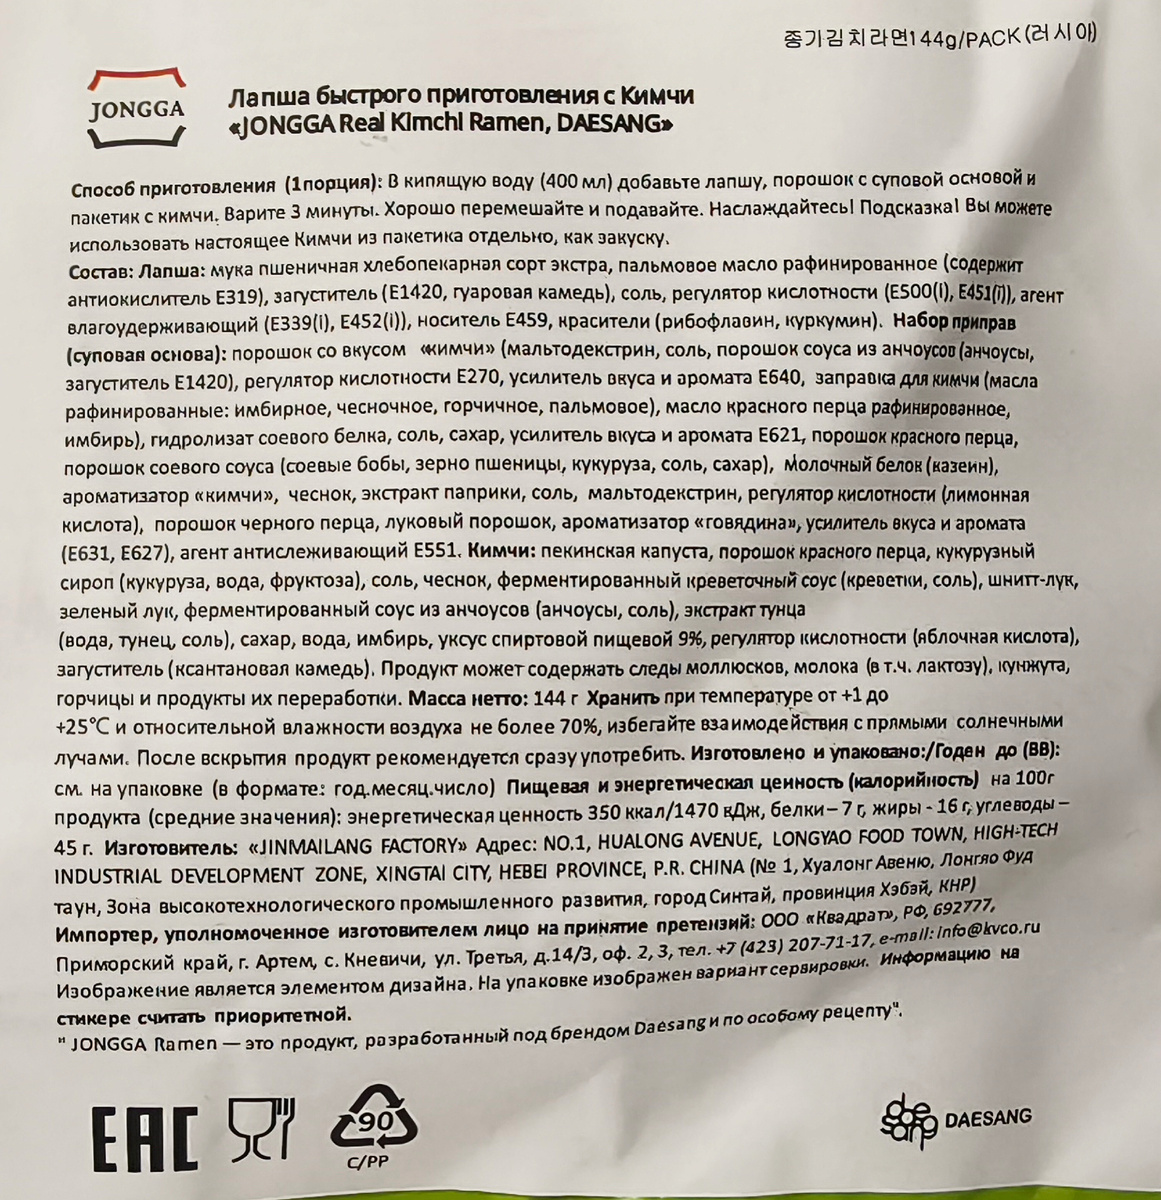 종가김치라면144g/PACK(러시아)
JONGGA
Лапша быстрого приготовления с Кимчи
«JONGGA Real Kimchi Ramen, DAESANG»
Способ приготовления (1порция): В кипящую воду (400 мл) добавьте лапшу, порошок с суповой основой и
пакетик с кимчи. Варите 3 минуты. Хорошо перемешайте и подавайте. Наслаждайтесь! Подсказка! Вы можете
использовать настоящее Кимчи из пакетика отдельно, как закуску.
Состав: Лапша: мука пшеничная хлебопекарная сорт экстра, пальмовое масло рафинированное (содержит
антиокислитель Е319), загуститель (Е1420, гуаровая камедь), соль, регулятор кислотности (Е500(i), Е451(i)), агент
влагоудерживающий (Е339(i), Е452(i)), носитель Е459, красители (рибофлавин, куркумин). Набор приправ
(суповая основа): порошок со вкусом «кимчи» (мальтодекстрин, соль, порошок соуса из анчоусов (анчоусы,
загуститель Е1420), регулятор кислотности Е270, усилитель вкуса и аромата Е640, заправка для кимчи (масла
рафинированные: имбирное, чесночное, горчичное, пальмовое), масло красного перца рафинированное,
имбирь), гидролизат соевого белка, соль, сахар, усилитель вкуса и аромата Е621, порошок красного перца,
порошок соевого соуса (соевые бобы, зерно пшеницы, кукуруза, соль, сахар), Молочный белок (казеин),
ароматизатор «кимчи», чеснок, экстракт паприки, соль, мальтодекстрин, регулятор кислотности (лимонная
кислота), порошок черного перца, луковый порошок, ароматизатор «говядина», усилитель вкуса и аромата
(Е631, Е627), агент антислеживающий Е551. Кимчи: пекинская капуста, порошок красного перца, кукурузный
сироп (кукуруза, вода, фруктоза), соль, чеснок, ферментированный креветочный соус (креветки, соль), шнитт-лук,
зеленый лук, ферментированный соус из анчоусов (анчоусы, соль), экстракт тунца
(вода, тунец, соль), сахар, вода, имбирь, уксус спиртовой пищевой 9%, регулятор кислотности (яблочная кислота),
загуститель (ксантановая камедь). Продукт может содержать следы моллюсков, молока (в т.ч. лактозу), кунжута,
горчицы и продукты их переработки. Масса нетто: 144 г Хранить при температуре от +1 до
+25°С и относительной влажности воздуха не более 70%, избегайте взаимодействия с прямыми солнечными
лучами. После вскрытия продукт рекомендуется сразу употребить. Изготовлено и упаковано:/Годен до (ВВ):
см. на упаковке (в формате: год.месяц.число) Пищевая и энергетическая ценность (калорийность) на 100г
продукта (средние значения): энергетическая ценность 350 ккал/1470 кДж, белки– 7 г, жиры - 16 г, углеводы –
45 г. Изготовитель: «JINMAILANG FACTORY» Адрес: NO.1, HUALONG AVENUE, LONGYAO FOOD TOWN, HIGH-TECH
INDUSTRIAL DEVELOPMENT ZONE, XINGTAI CITY, HEBEI PROVINCE, P.R. CHINA (№ 1, Хуалонг Авеню, Лонгяо Фуд
таун, Зона высокотехнологического промышленного развития, город Синтай, провинция Хэбэй, КНР)
Импортер, уполномоченное изготовителем лицо на принятие претензий: ООО «Квадрат», РФ, 692777,
Приморский край, г. Артем, с. Кневичи, ул. Третья, д.14/3, оф. 2, 3, тел. +7 (423) 207-71-17, e-mail: info@kvco.ru
Изображение является элементом дизайна. На упаковке изображен вариант сервировки. Информацию на
стикере считать приоритетной.
" JONGGA Ramen — это продукт, разработанный под брендом Daesang и по особому рецепту".
EAC
90
C/PP
daesang
DAESANG